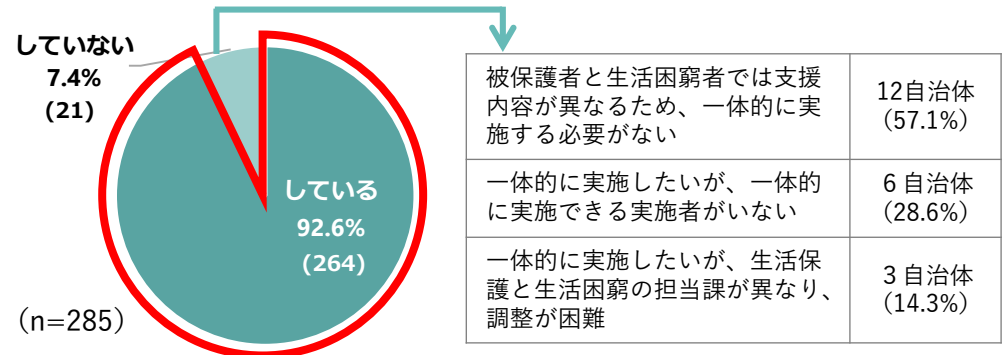 していない
7.4%
(21)
している
92.6%
(264)
(n=285)
被保護者と生活困窮者では支援
内容が異なるため、一体的に実
施する必要がない
12自治体
(57.1%)
一体的に実施したいが、一体的
に実施できる実施者がいない
6自治体
(28.6%)
一体的に実施したいが、生活保
護と生活困窮の担当課が異なり、
調整が困難
3自治体
(14.3%)